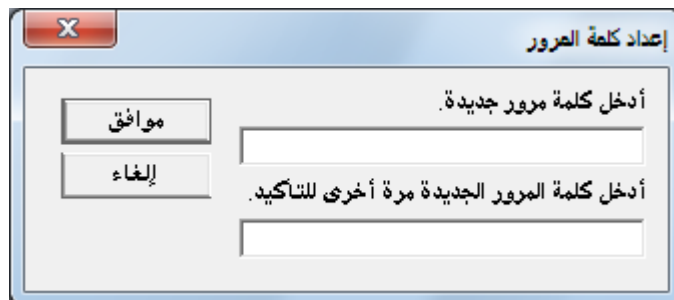 إعداد كلمة المرور
أدخل كلمة مرور جديدة.
موافق
إلغاء
أدخل كلمة المرور الجديدة مرة أخرى للتأكيد.